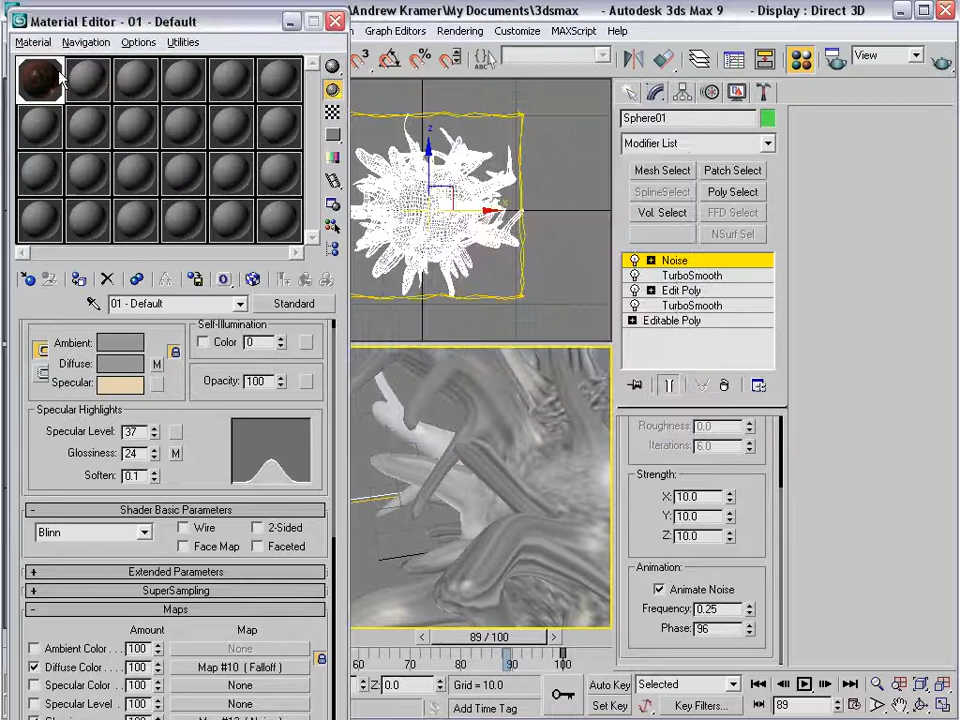 Material Editor - 01 - Default
Andrew Kramer\My Documents\3dsmax - Autodesk 3ds Max 9 - Display : Direct 3D
Material Navigation Options Utilities
Graph Editors Rendering Customize MAXScript Help
View
Sphere01
Modifier List
Mesh Select Patch Select
SplineSelect Poly Select
Vol. Select FFD Select
NSurf Sel
Noise
TurboSmooth
Edit Poly
TurboSmooth
Editable Poly
01 - Default Standard
Self-Illumination
Ambient: Color 0
Diffuse: M
Specular: Opacity: 100
Specular Highlights
Specular Level: 37
Glossiness: 24 M
Soften: 0.1
Shader Basic Parameters
Blinn Wire 2-Sided
Face Map Faceted
Extended Parameters
SuperSampling
Maps
Amount Map
Ambient Color . . . 100 None
Diffuse Color . . . . 100 Map #10 ( Falloff )
Specular Color . . 100 None
Specular Level . . 100 None
Roughness: 0.0
Iterations: 6.0
Strength:
X: 10.0
Y: 10.0
Z: 10.0
Animation:
Animate Noise
Frequency: 0.25
Phase: 96
89 / 100
60 70 80 90 100
Z: 0.0 Grid = 10.0 Auto Key Selected
Add Time Tag Set Key Key Filters... 89